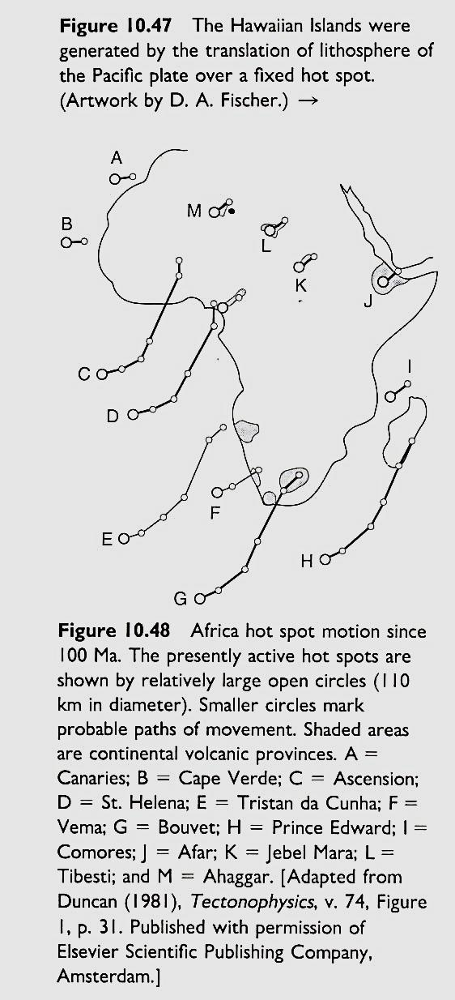 Figure 10.47 The Hawaiian Islands were
generated by the translation of lithosphere of
the Pacific plate over a fixed hot spot.
(Artwork by D. A. Fischer.) →
A
B
M
L
K
J
C
D
I
F
E
H
G
Figure 10.48 Africa hot spot motion since
100 Ma. The presently active hot spots are
shown by relatively large open circles (110
km in diameter). Smaller circles mark
probable paths of movement. Shaded areas
are continental volcanic provinces. A =
Canaries; B = Cape Verde; C = Ascension;
D = St. Helena; E = Tristan da Cunha; F =
Vema; G = Bouvet; H = Prince Edward; I =
Comores; J = Afar; K = Jebel Mara; L =
Tibesti; and M = Ahaggar. [Adapted from
Duncan (1981), Tectonophysics, v. 74, Figure
1, p. 31. Published with permission of
Elsevier Scientific Publishing Company,
Amsterdam.]